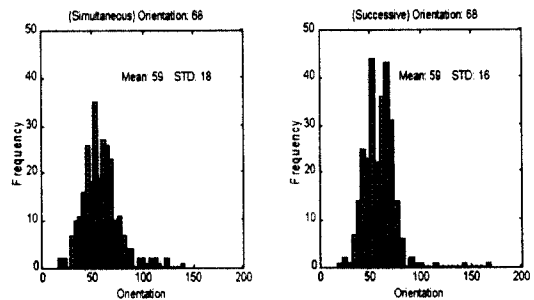 (Simultaneous) Orientation: 68
50
40
30
20
10
0
Frequency
Mean: 59 STD: 18
0 50 100 150 200
Orientation
(Successive) Orientation: 68
50
40
30
20
10
0
Frequency
Mean: 59 STD: 16
0 50 100 150 200
Orientation